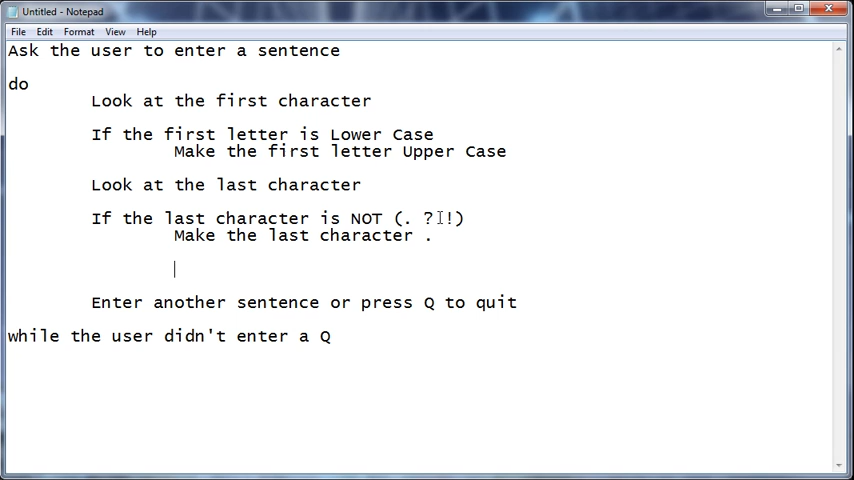 Untitled - Notepad
File Edit Format View Help
Ask the user to enter a sentence
do
Look at the first character
If the first letter is Lower Case
Make the first letter Upper Case
Look at the last character
If the last character is NOT (. ? !)
Make the last character .
Enter another sentence or press Q to quit
while the user didn't enter a Q